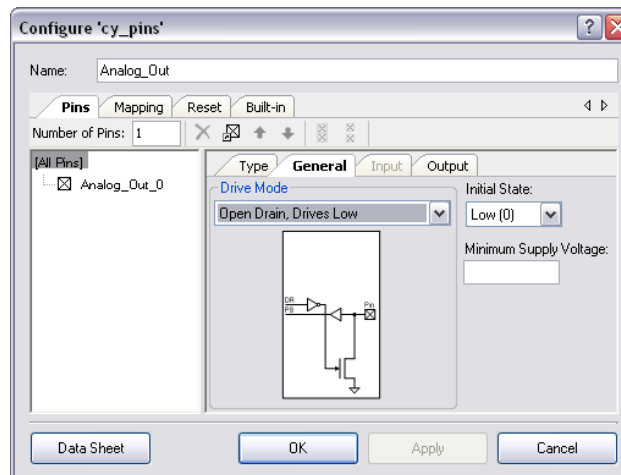 Configure 'cy_pins'
Name: Analog_Out
Pins Mapping Reset Built-in
Number of Pins: 1
[All Pins]
Analog_Out_0
Type General Input Output
Drive Mode
Open Drain, Drives Low
Initial State:
Low (0)
Minimum Supply Voltage:
DR
PS
Pin
Data Sheet OK Apply Cancel